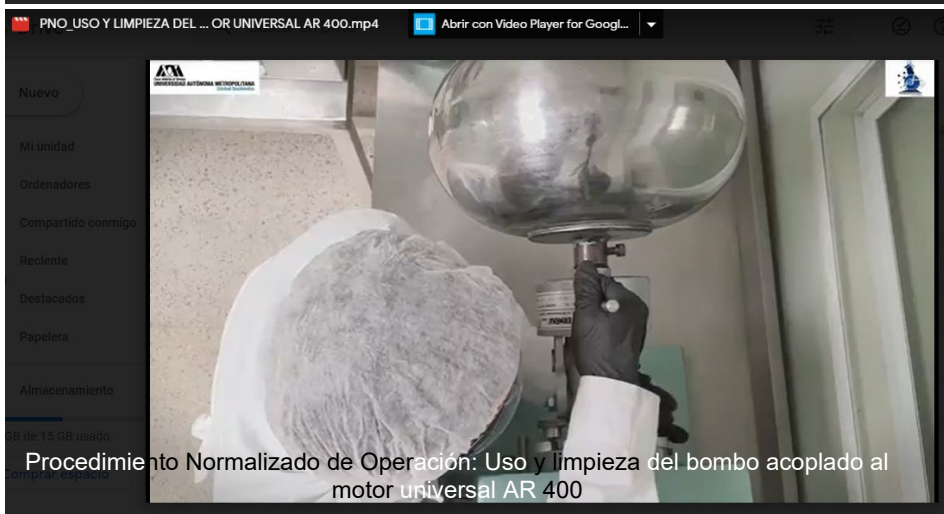 PNO_USO Y LIMPIEZA DEL ... OR UNIVERSAL AR 400.mp4
Abrir con Video Player for Googl...
UNIVERSIDAD AUTÓNOMA METROPOLITANA
Nuevo
Mi unidad
Ordenadores
Compartido conmigo
Reciente
Destacados
Papelera
Almacenamiento
GB de 15 GB usado
Comprar espacio
Procedimiento Normalizado de Operación: Uso y limpieza del bombo acoplado al
motor universal AR 400